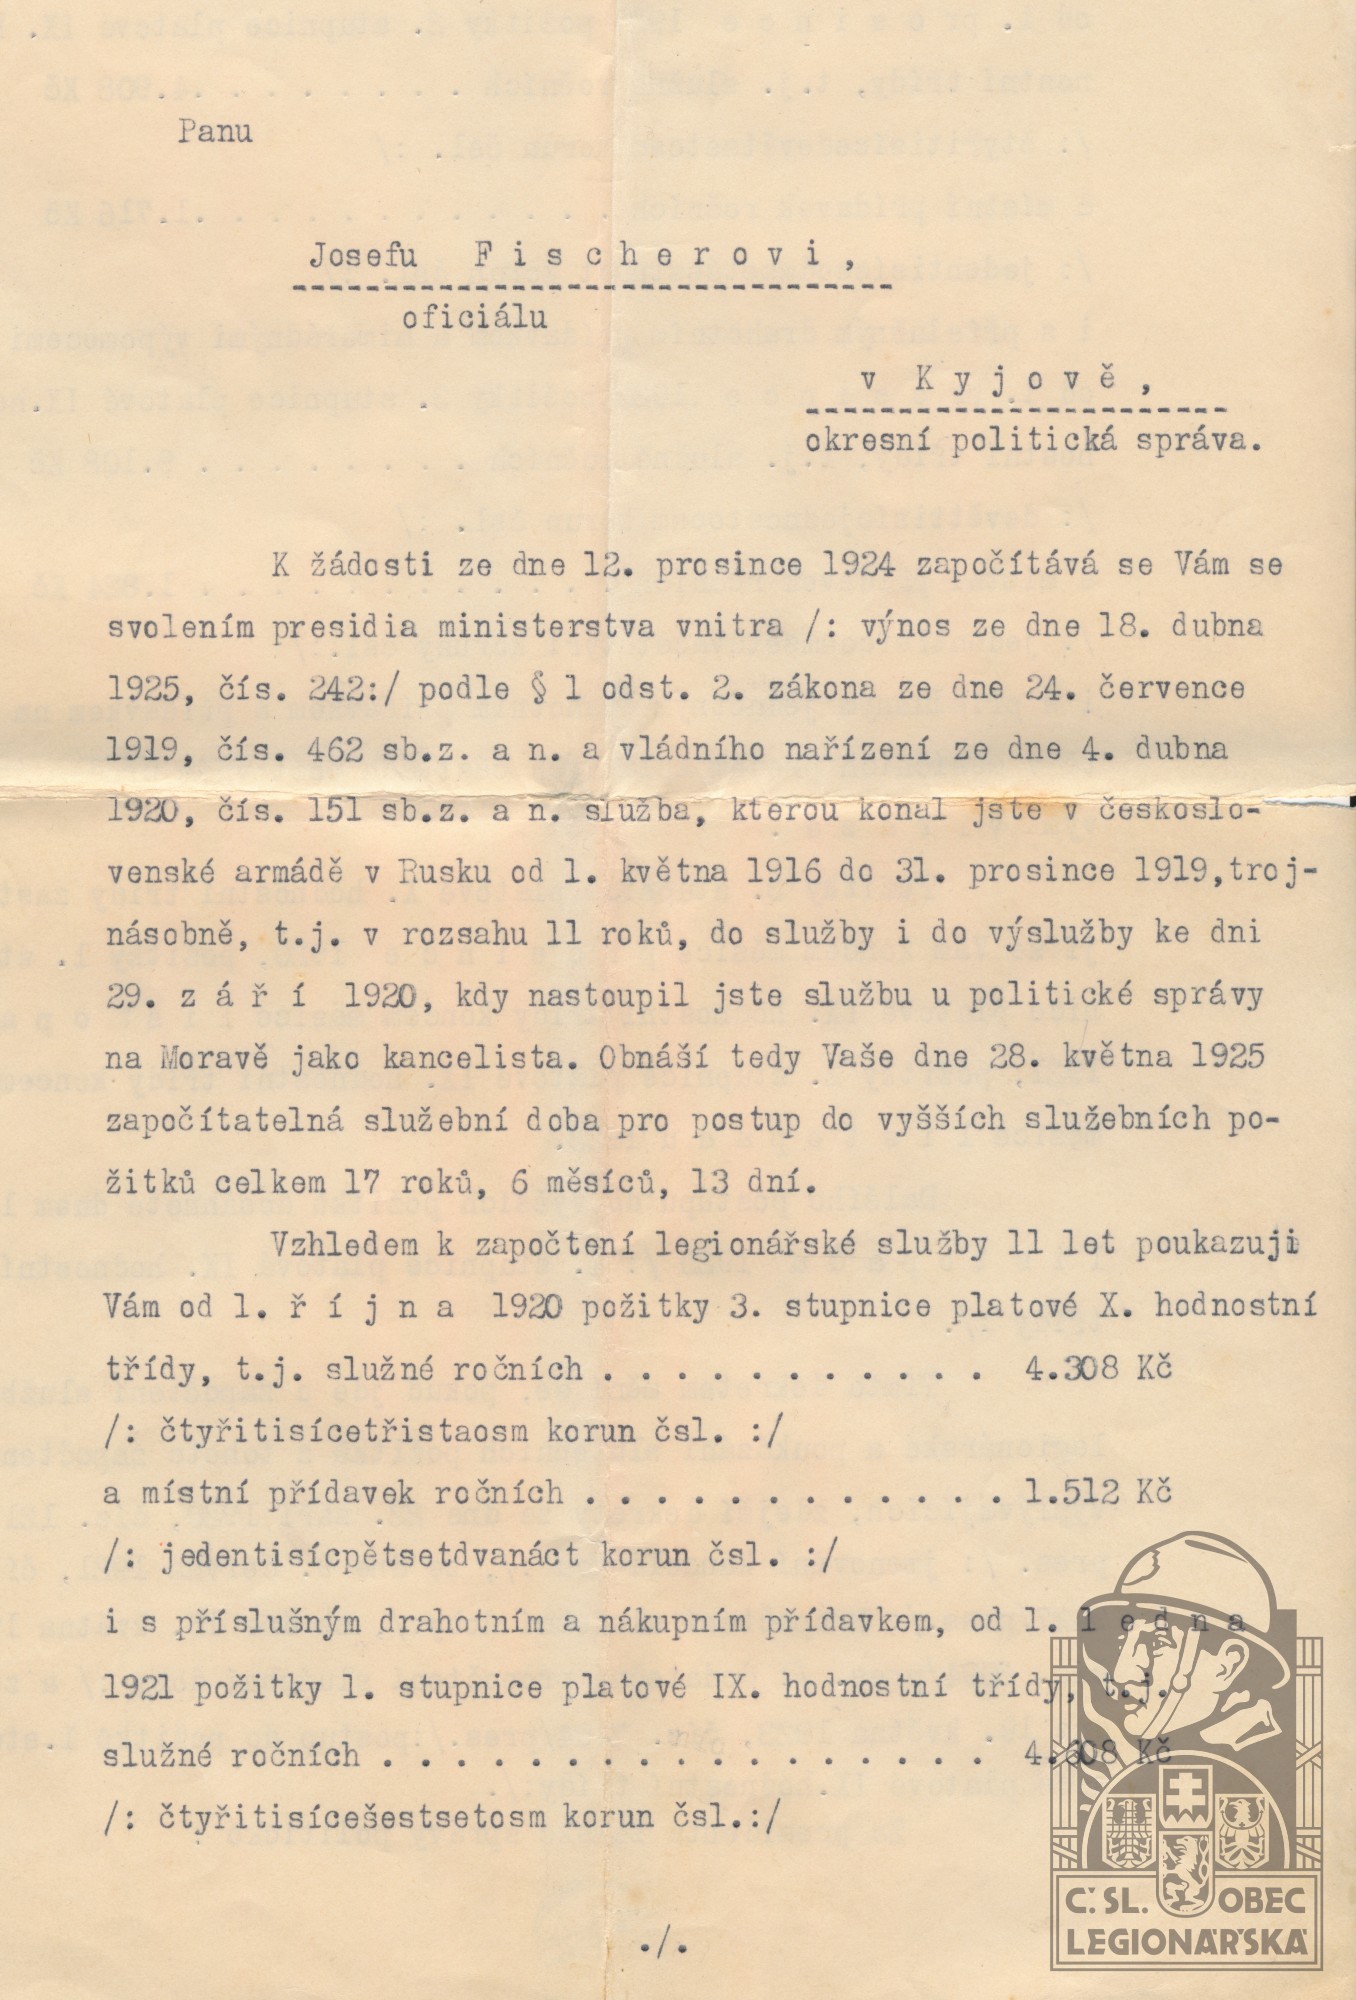 Panu
Josefu F i s c h e r o v i ,
oficiálu
v K y j o v ě ,
okresní politická správa.
K žádosti ze dne 12. prosince 1924 započítává se Vám se
svolením presidia ministerstva vnitra /: výnos ze dne 18. dubna
1925, čís. 242:/ podle § 1 odst. 2. zákona ze dne 24. července
1919, čís. 462 sb.z. a n. a vládního nařízení ze dne 4. dubna
1920, čís. 151 sb.z. a n. služba, kterou konal jste v českoslo-
venské armádě v Rusku od 1. května 1916 do 31. prosince 1919,troj-
násobně, t.j. v rozsahu 11 roků, do služby i do výslužby ke dni
29. z á ř í 1920, kdy nastoupil jste službu u politické správy
na Moravě jako kancelista. Obnáší tedy Vaše dne 28. května 1925
započítatelná služební doba pro postup do vyšších služebních po-
žitků celkem 17 roků, 6 měsíců, 13 dní.
Vzhledem k započtení legionářské služby 11 let poukazuji
Vám od 1. ř í j n a 1920 požitky 3. stupnice platové X. hodnostní
třídy, t.j. služné ročních . . . . . . . . . . . 4.308 Kč
/: čtyřitisícetřistaosm korun čsl. :/
a místní přídavek ročních . . . . . . . . . . . . 1.512 Kč
/: jedentisícpětsetdvanáct korun čsl. :/
i s příslušným drahotním a nákupním přídavkem, od 1. l e d n a
1921 požitky 1. stupnice platové IX. hodnostní třídy, t.j.
služné ročních . . . . . . . . . . . . . . . . . 4.608 Kč
/: čtyřitisícešestsetosm korun čsl.:/
./.
Č.SL. OBEC
LEGIONÁŘSKÁ